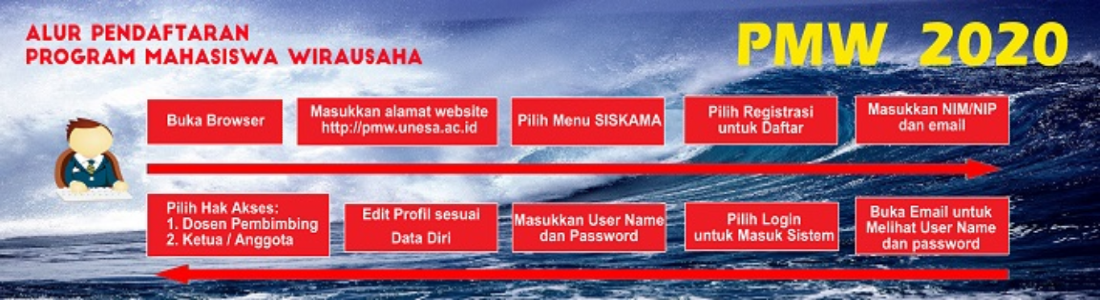 ALUR PENDAFTARAN
PROGRAM MAHASISWA WIRAUSAHA
PMW 2020
Buka Browser
Masukkan alamat website
http://pmw.unesa.ac.id
Pilih Menu SISKAMA
Pilih Registrasi
untuk Daftar
Masukkan NIM/NIP
dan email
Buka Email untuk
Melihat User Name
dan password
Pilih Login
untuk Masuk Sistem
Masukkan User Name
dan Password
Edit Profil sesuai
Data Diri
Pilih Hak Akses:
1. Dosen Pembimbing
2. Ketua / Anggota